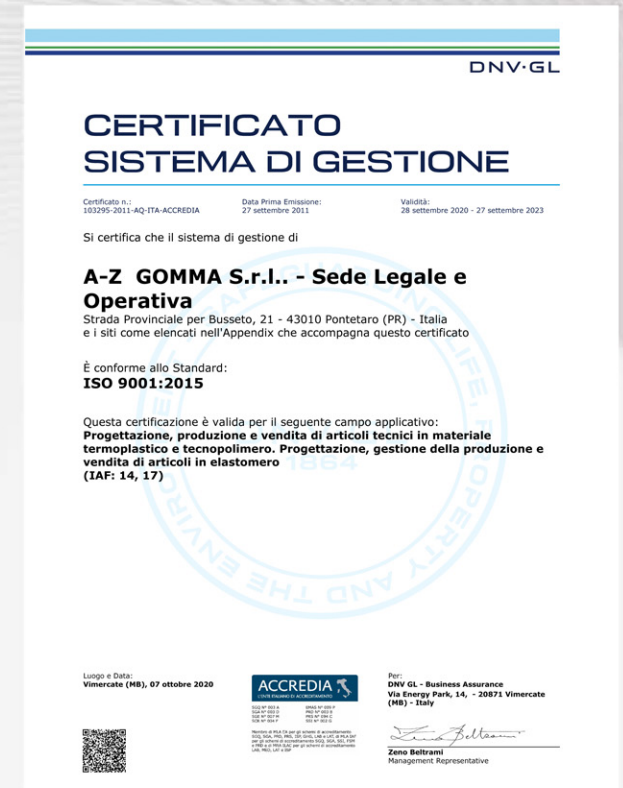 DNV·GL
CERTIFICATO
SISTEMA DI GESTIONE
Certificato n.:
103295-2011-AQ-ITA-ACCREDIA
Data Prima Emissione:
27 settembre 2011
Validità:
28 settembre 2020 - 27 settembre 2023
Si certifica che il sistema di gestione di
A-Z GOMMA S.r.l.. - Sede Legale e
Operativa
Strada Provinciale per Busseto, 21 - 43010 Pontetaro (PR) - Italia
e i siti come elencati nell'Appendix che accompagna questo certificato
È conforme allo Standard:
ISO 9001:2015
Questa certificazione è valida per il seguente campo applicativo:
Progettazione, produzione e vendita di articoli tecnici in materiale
termoplastico e tecnopolimero. Progettazione, gestione della produzione e
vendita di articoli in elastomero
(IAF: 14, 17)
1864
Luogo e Data:
Vimercate (MB), 07 ottobre 2020
ACCREDIA
L'ENTE ITALIANO DI ACCREDITAMENTO
Per:
DNV GL - Business Assurance
Via Energy Park, 14, - 20871 Vimercate
(MB) - Italy
Zeno Beltrami
Management Representative